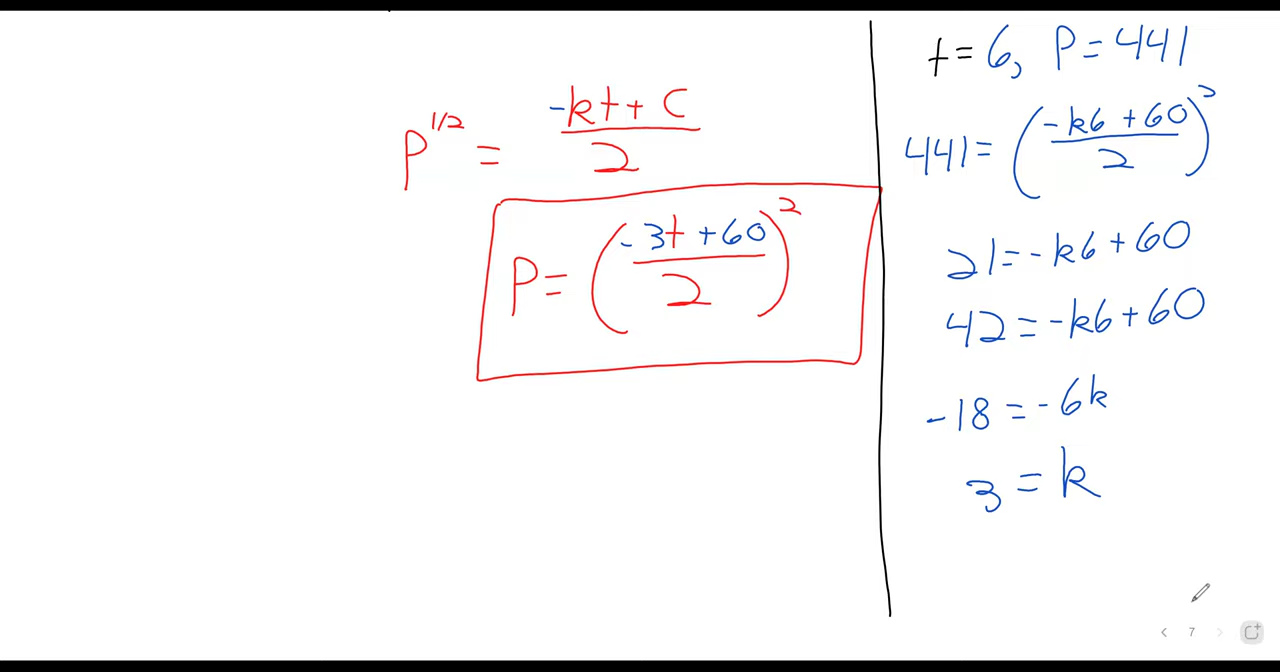 P^1/2 = (-kt + C)/2
P = ((-3t + 60)/2)^2
t = 6, P = 441
441 = ((-k6 + 60)/2)^2
21 = -k6 + 60
42 = -k6 + 60
-18 = -6k
3 = k
7